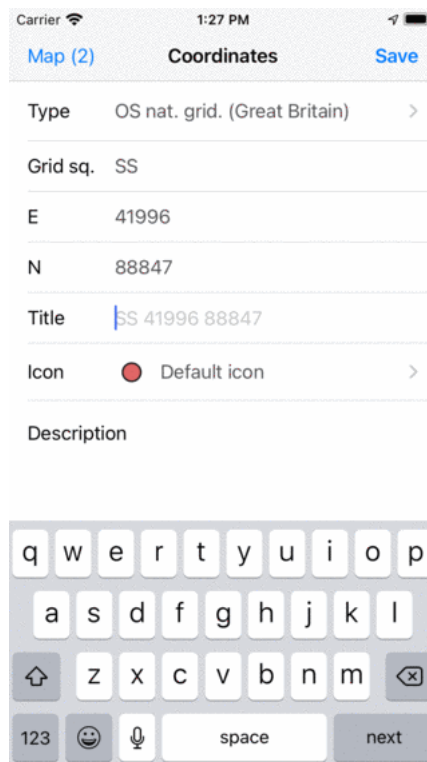 Carrier 1:27 PM
Map (2) Coordinates Save
Type OS nat. grid. (Great Britain)
Grid sq. SS
E 41996
N 88847
Title SS 41996 88847
Icon Default icon
Description
q w e r t y u i o p
a s d f g h j k l
z x c v b n m
123 space next